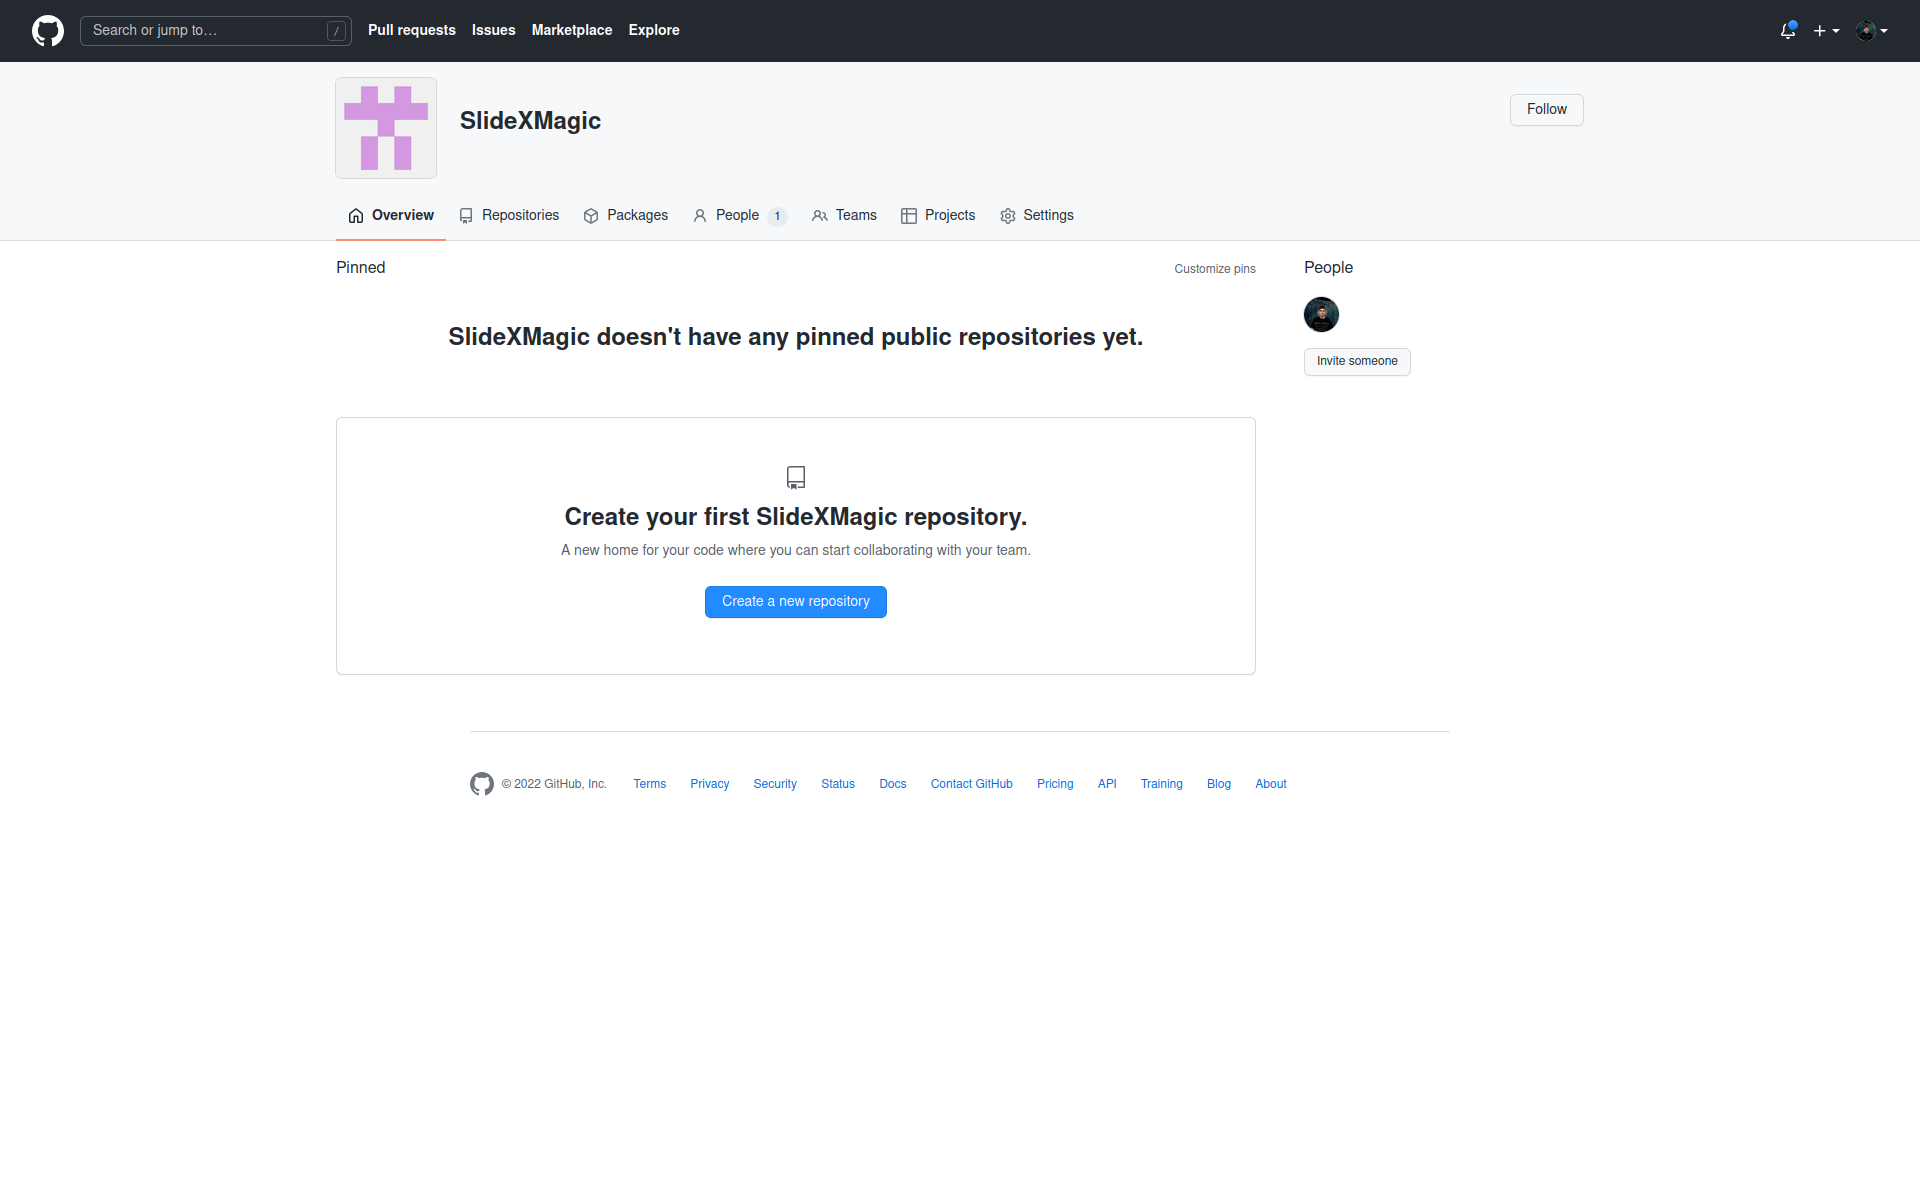 Search or jump to… /
Pull requests Issues Marketplace Explore
SlideXMagic
Follow
Overview Repositories Packages People 1 Teams Projects Settings
Pinned
Customize pins
SlideXMagic doesn't have any pinned public repositories yet.
Create your first SlideXMagic repository.
A new home for your code where you can start collaborating with your team.
Create a new repository
People
Invite someone
© 2022 GitHub, Inc. Terms Privacy Security Status Docs Contact GitHub Pricing API Training Blog About